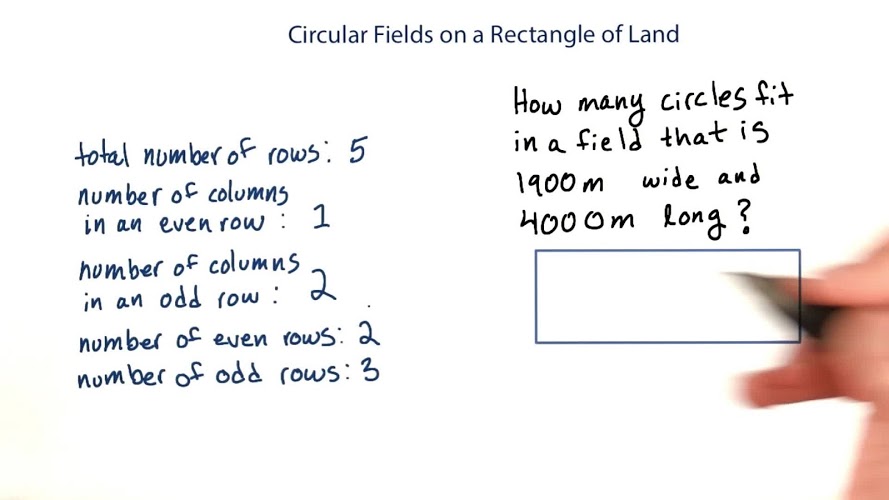 Circular Fields on a Rectangle of Land
How many circles fit
in a field that is
1900m wide and
4000m long?
total number of rows: 5
number of columns
in an even row : 1
number of columns
in an odd row : 2
number of even rows: 2
number of odd rows: 3